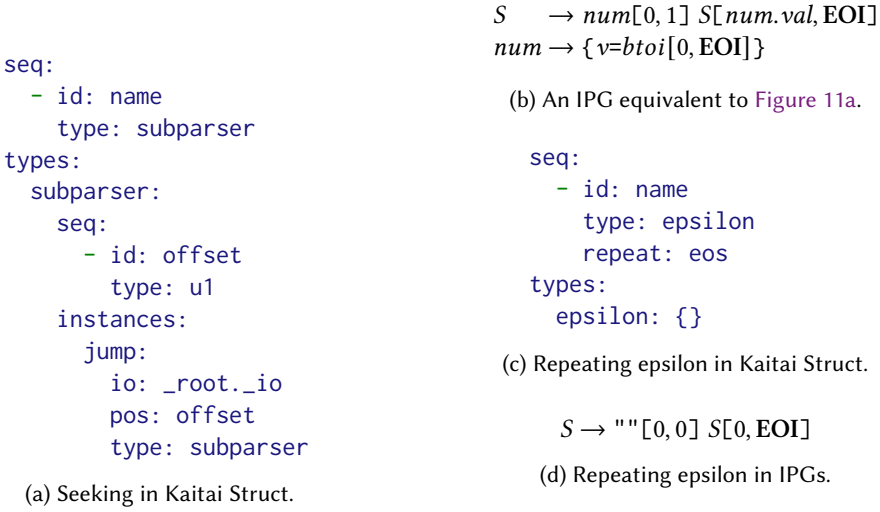 seq:
  - id: name
    type: subparser
types:
  subparser:
    seq:
      - id: offset
        type: u1
    instances:
      jump:
        io: _root._io
        pos: offset
        type: subparser
(a) Seeking in Kaitai Struct.
S → num[0, 1] S[num.val, EOI]
num → {v=btoi[0, EOI]}
(b) An IPG equivalent to Figure 11a.
seq:
  - id: name
    type: epsilon
    repeat: eos
types:
  epsilon: {}
(c) Repeating epsilon in Kaitai Struct.
S → ""[0, 0] S[0, EOI]
(d) Repeating epsilon in IPGs.